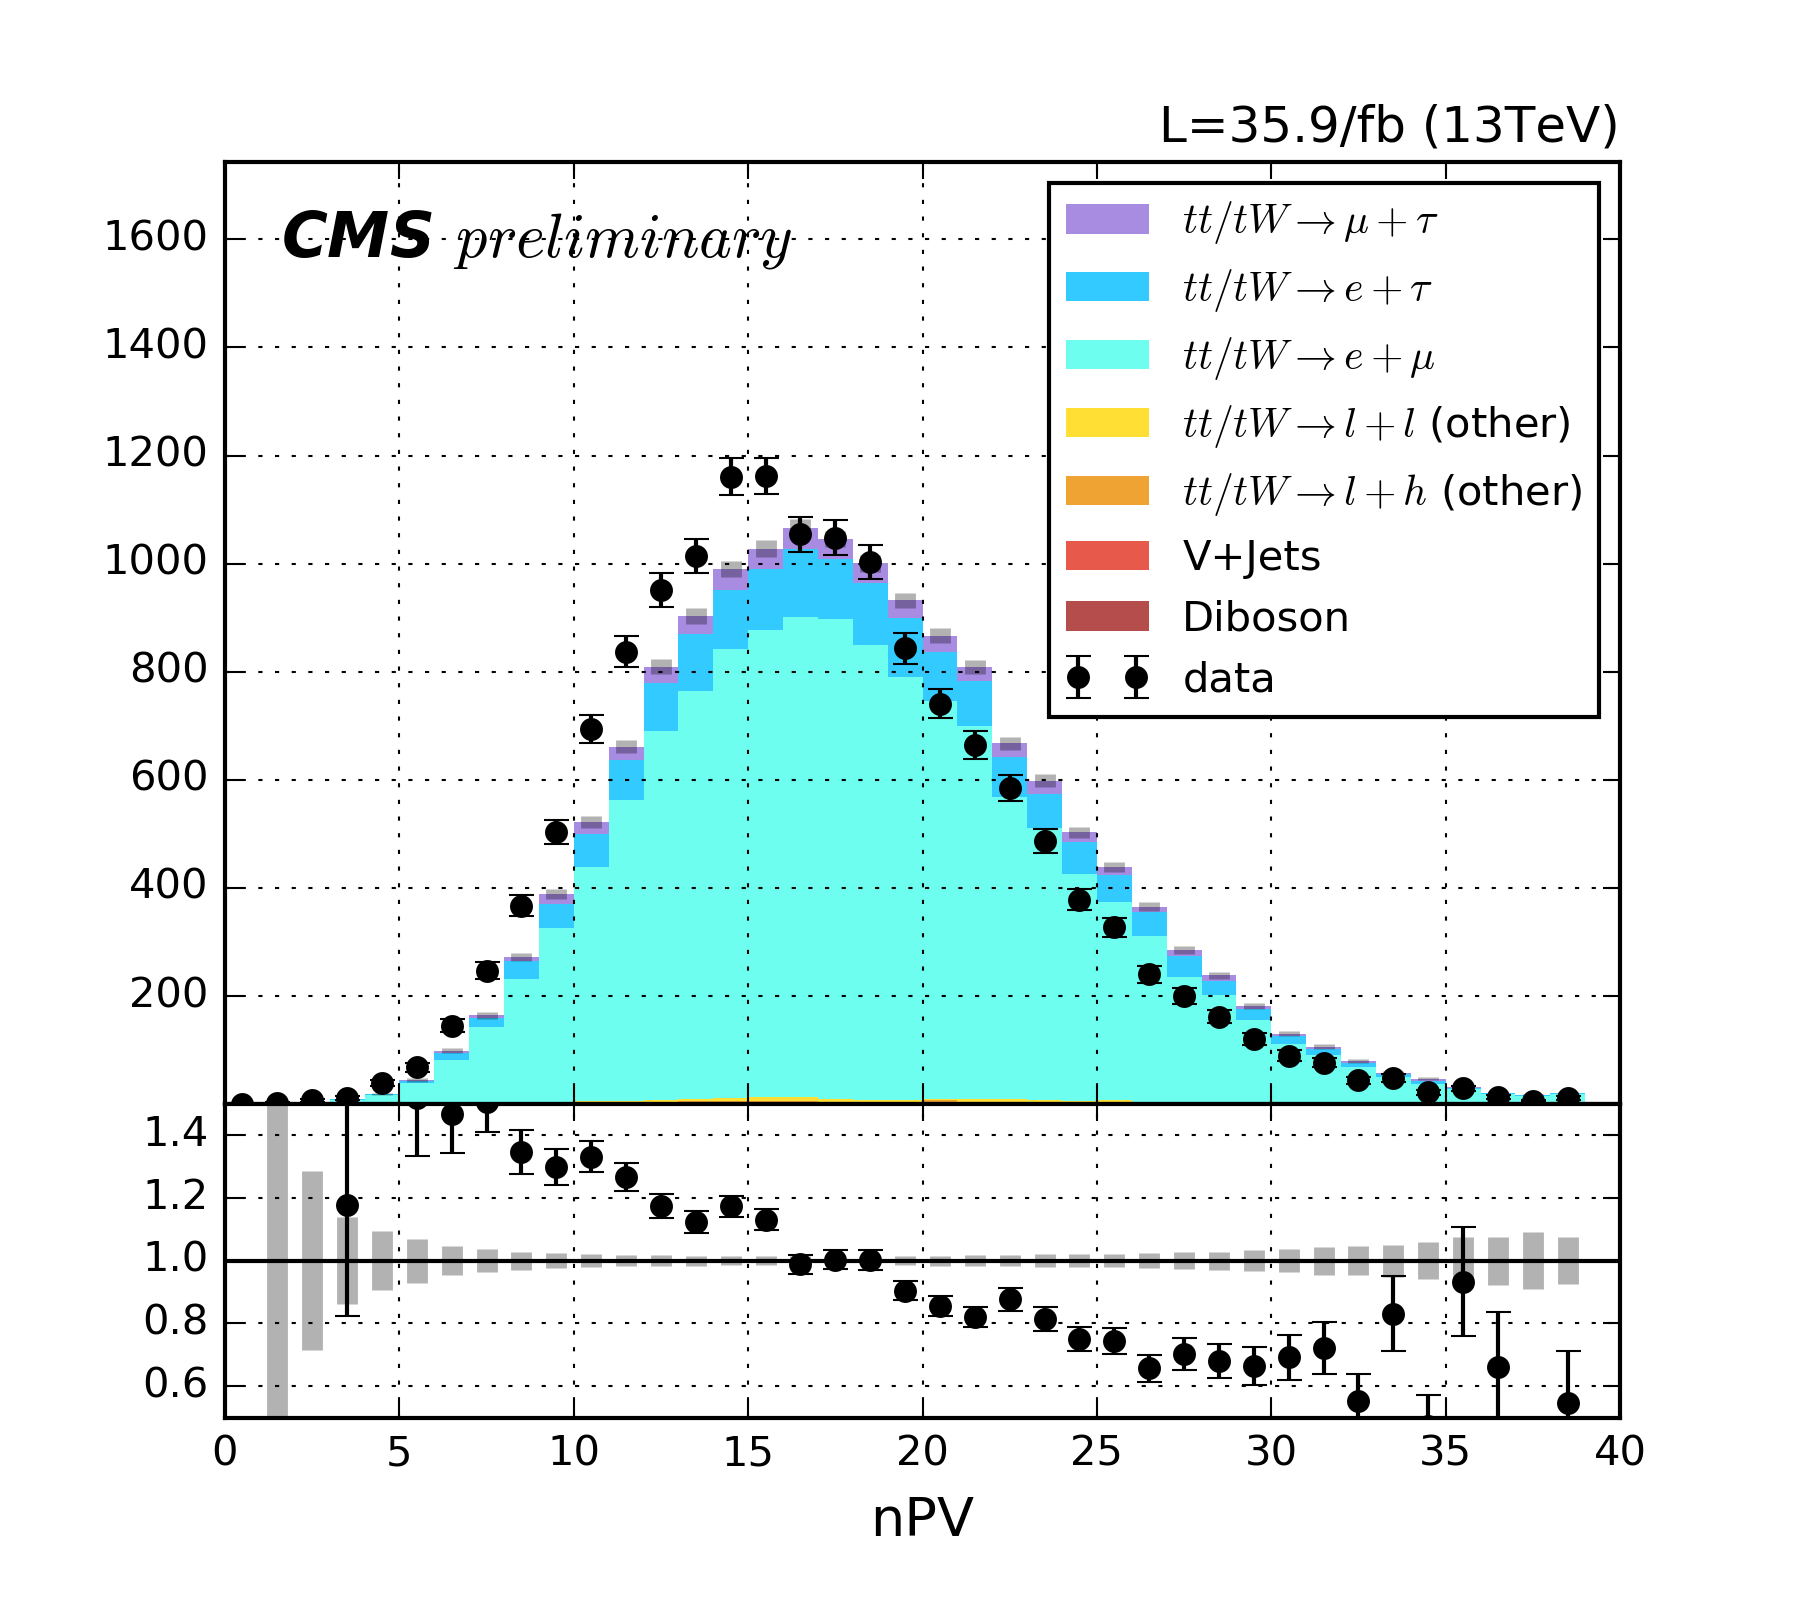 L=35.9/fb (13TeV)
CMS preliminary
tt/tW→μ+τ
tt/tW→e+τ
tt/tW→e+μ
tt/tW→l+l (other)
tt/tW→l+h (other)
V+Jets
Diboson
data
1600
1400
1200
1000
800
600
400
200
1.4
1.2
1.0
0.8
0.6
0 5 10 15 20 25 30 35 40
nPV